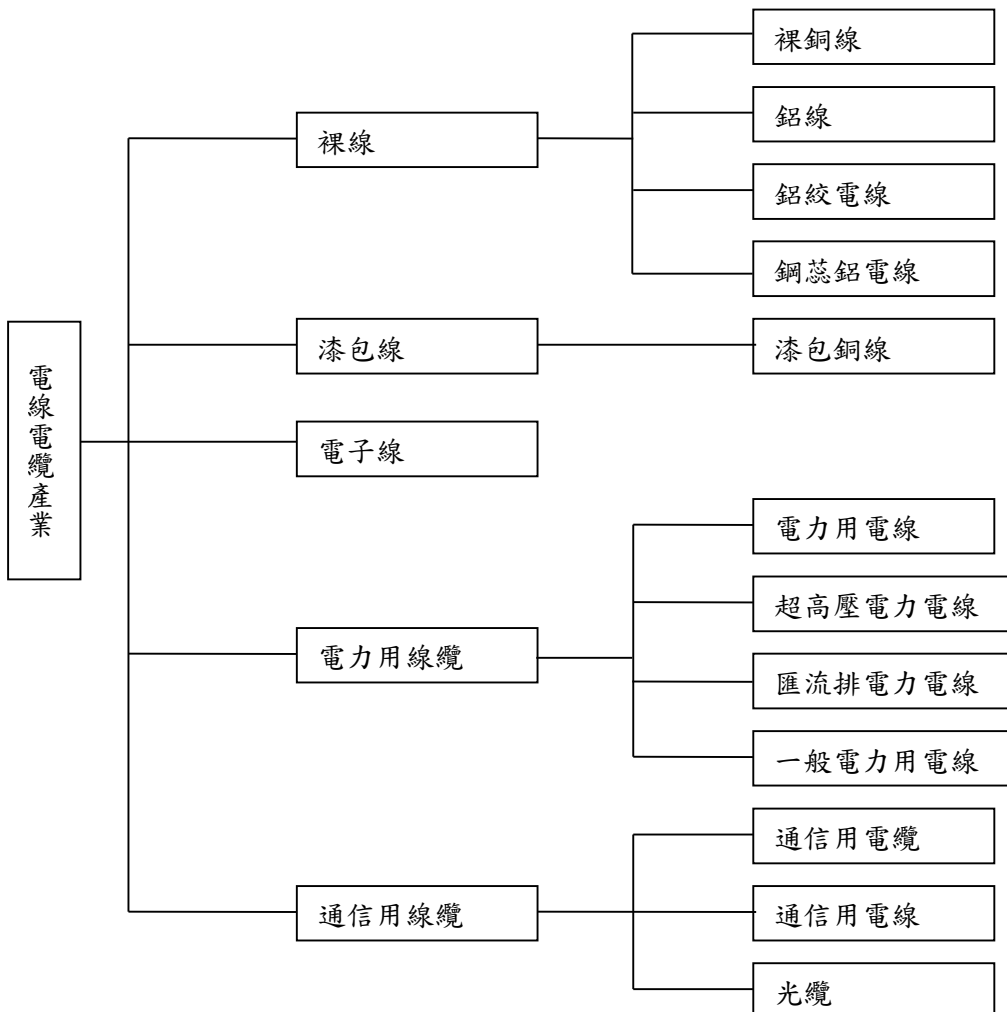 電線電纜產業
裸線
裸銅線
鋁線
鋁絞電線
鋼蕊鋁電線
漆包線
漆包銅線
電子線
電力用線纜
電力用電線
超高壓電力電線
匯流排電力電線
一般電力用電線
通信用線纜
通信用電纜
通信用電線
光纜